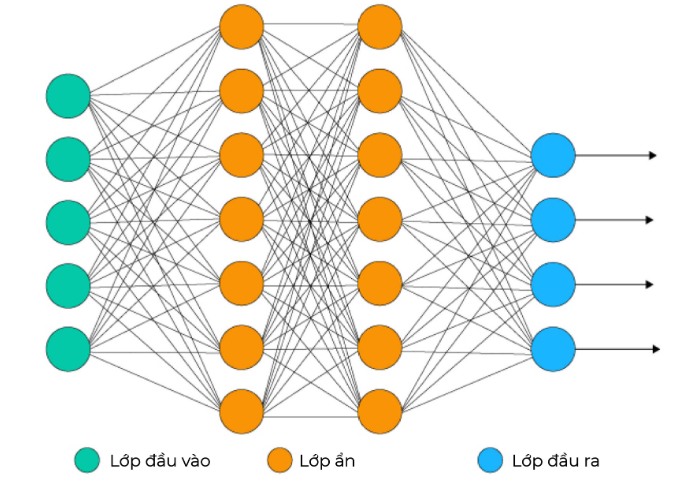 Lớp đầu vào
Lớp ẩn
Lớp đầu ra